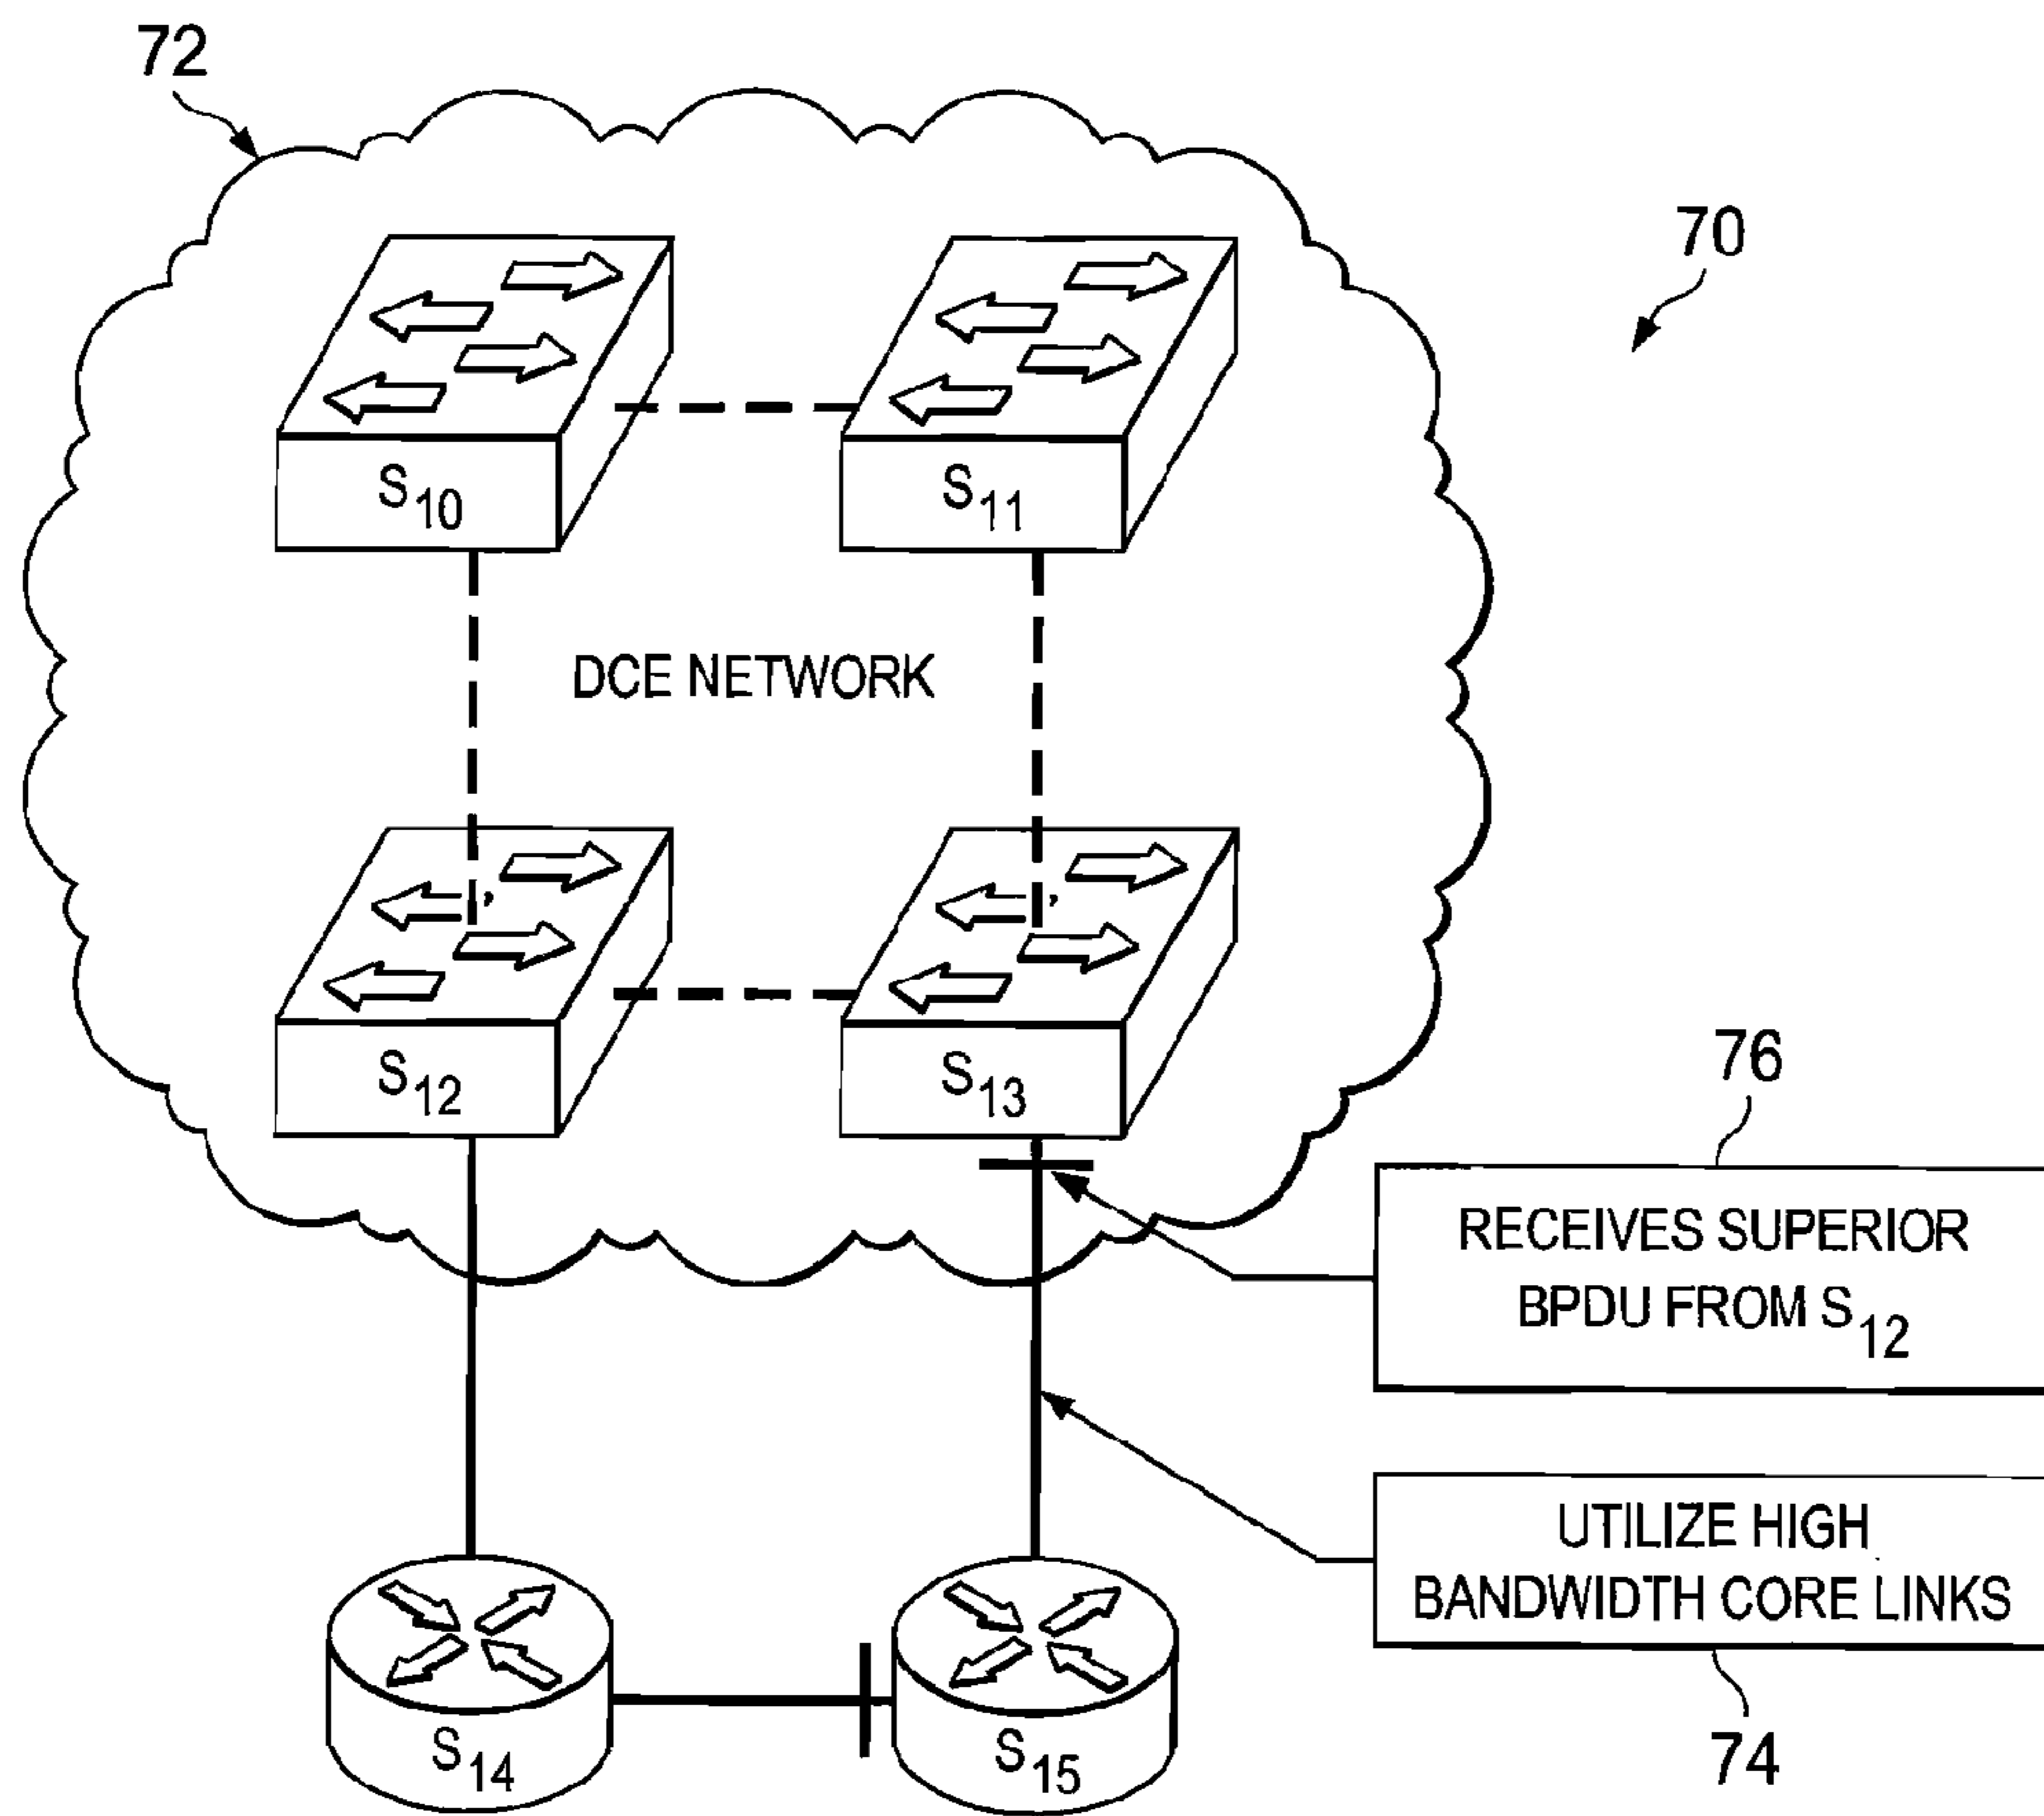 72
70
S10
S11
DCE NETWORK
S12
S13
76
RECEIVES SUPERIOR
BPDU FROM S12
UTILIZE HIGH
BANDWIDTH CORE LINKS
74
S14
S15